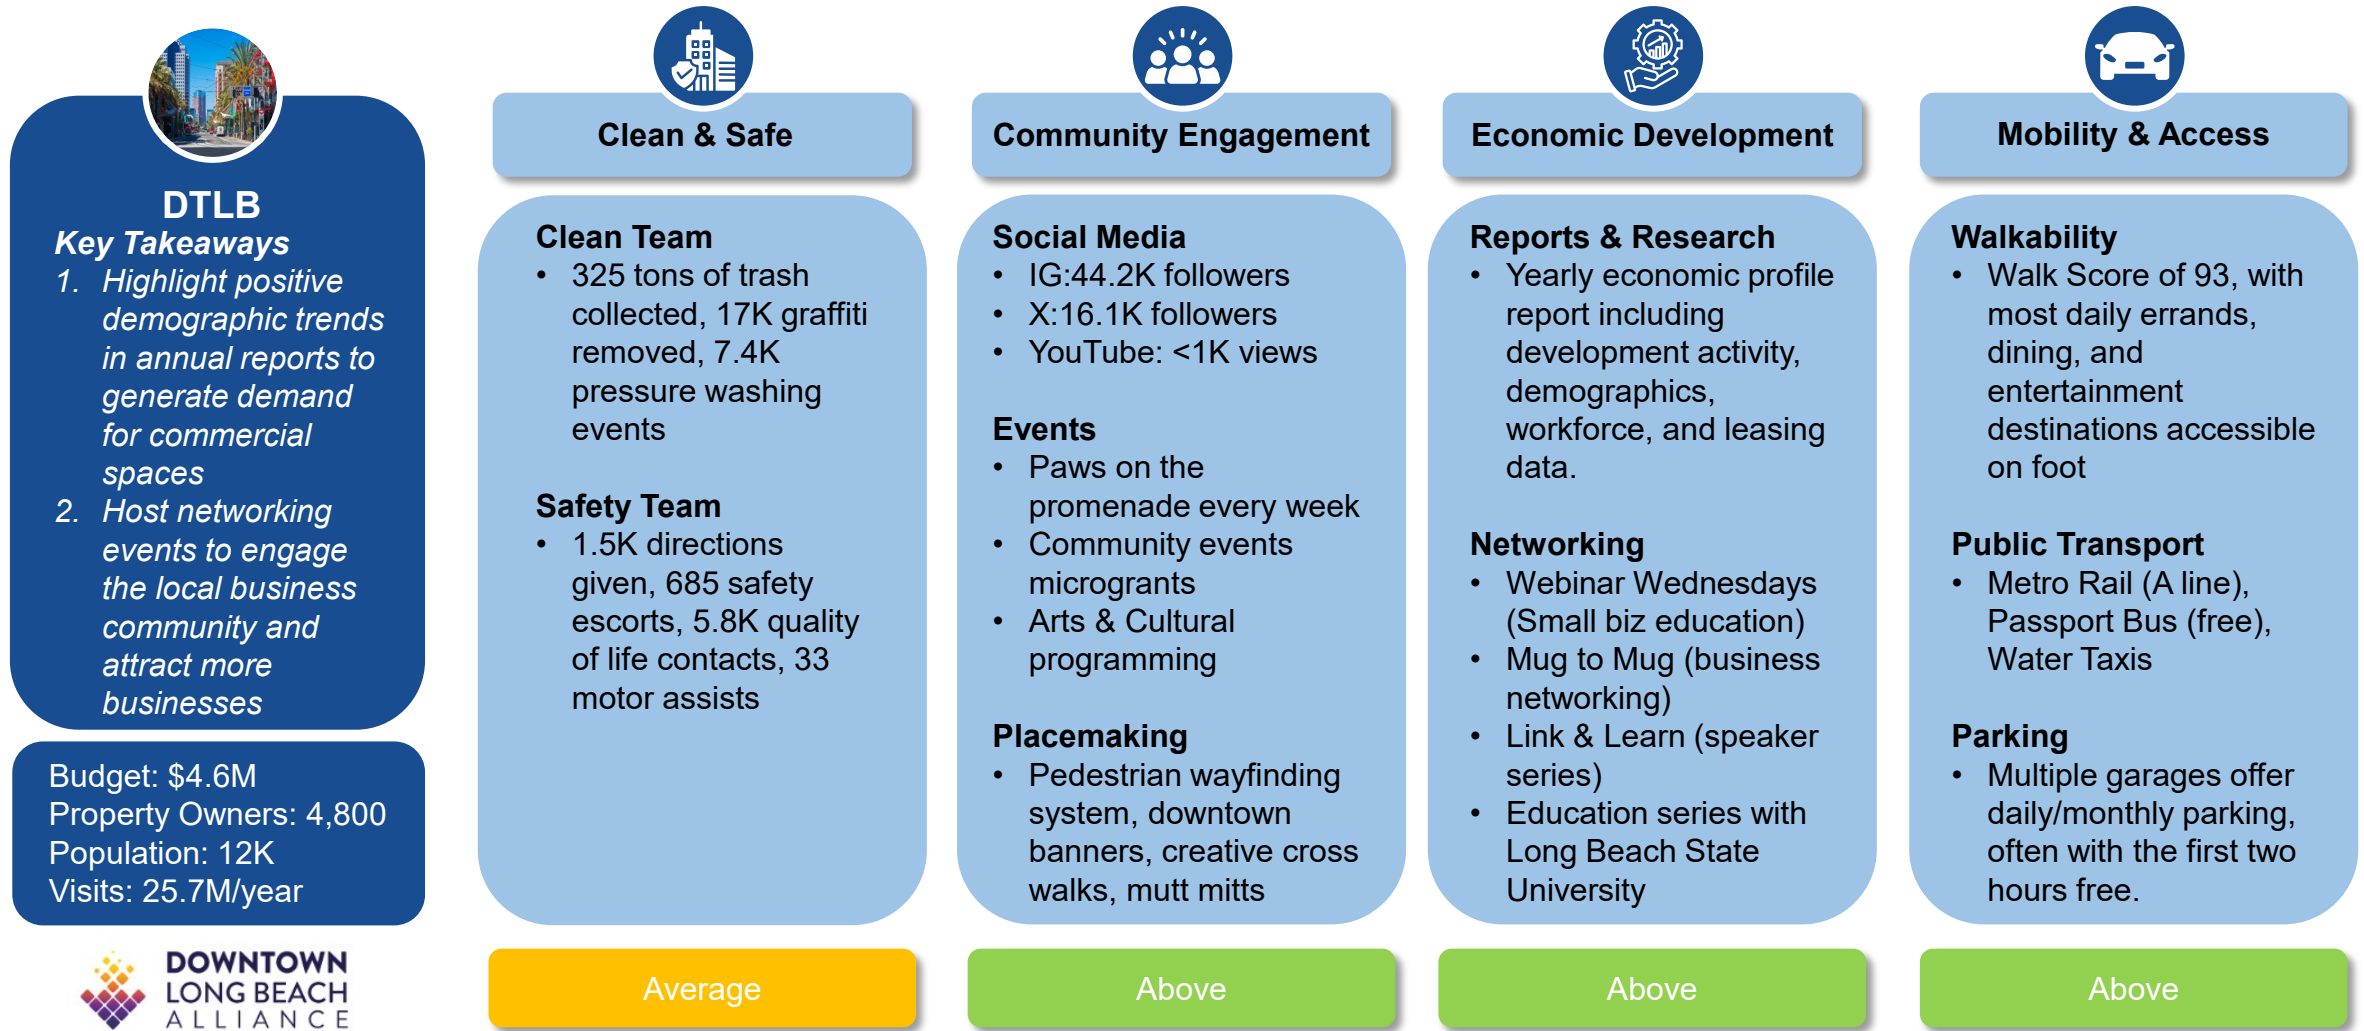 DTLB
Key Takeaways
1. Highlight positive
demographic trends
in annual reports to
generate demand
for commercial
spaces
2. Host networking
events to engage
the local business
community and
attract more
businesses
Budget: $4.6M
Property Owners: 4,800
Population: 12K
Visits: 25.7M/year
DOWNTOWN
LONG BEACH
ALLIANCE
Clean & Safe
Clean Team
• 325 tons of trash
collected, 17K graffiti
removed, 7.4K
pressure washing
events
Safety Team
• 1.5K directions
given, 685 safety
escorts, 5.8K quality
of life contacts, 33
motor assists
Average
Community Engagement
Social Media
• IG:44.2K followers
• X:16.1K followers
• YouTube: <1K views
Events
• Paws on the
promenade every week
• Community events
microgrants
• Arts & Cultural
programming
Placemaking
• Pedestrian wayfinding
system, downtown
banners, creative cross
walks, mutt mitts
Above
Economic Development
Reports & Research
• Yearly economic profile
report including
development activity,
demographics,
workforce, and leasing
data.
Networking
• Webinar Wednesdays
(Small biz education)
• Mug to Mug (business
networking)
• Link & Learn (speaker
series)
• Education series with
Long Beach State
University
Above
Mobility & Access
Walkability
• Walk Score of 93, with
most daily errands,
dining, and
entertainment
destinations accessible
on foot
Public Transport
• Metro Rail (A line),
Passport Bus (free),
Water Taxis
Parking
• Multiple garages offer
daily/monthly parking,
often with the first two
hours free.
Above